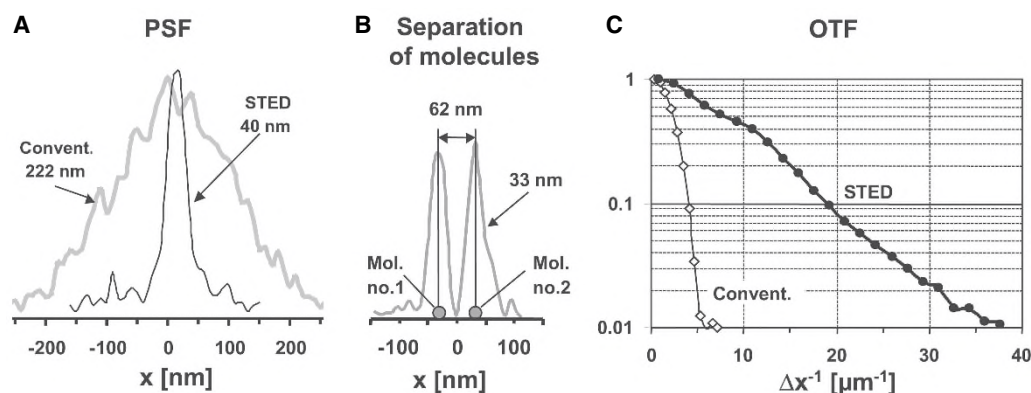 A
PSF
Convent.
222 nm
STED
40 nm
-200
-100
0
100
200
x [nm]
B
Separation
of molecules
62 nm
33 nm
Mol.
no.1
Mol.
no.2
-100
0
100
x [nm]
C
OTF
1
0.1
0.01
STED
Convent.
0
10
20
30
40
Δx⁻¹ [µm⁻¹]